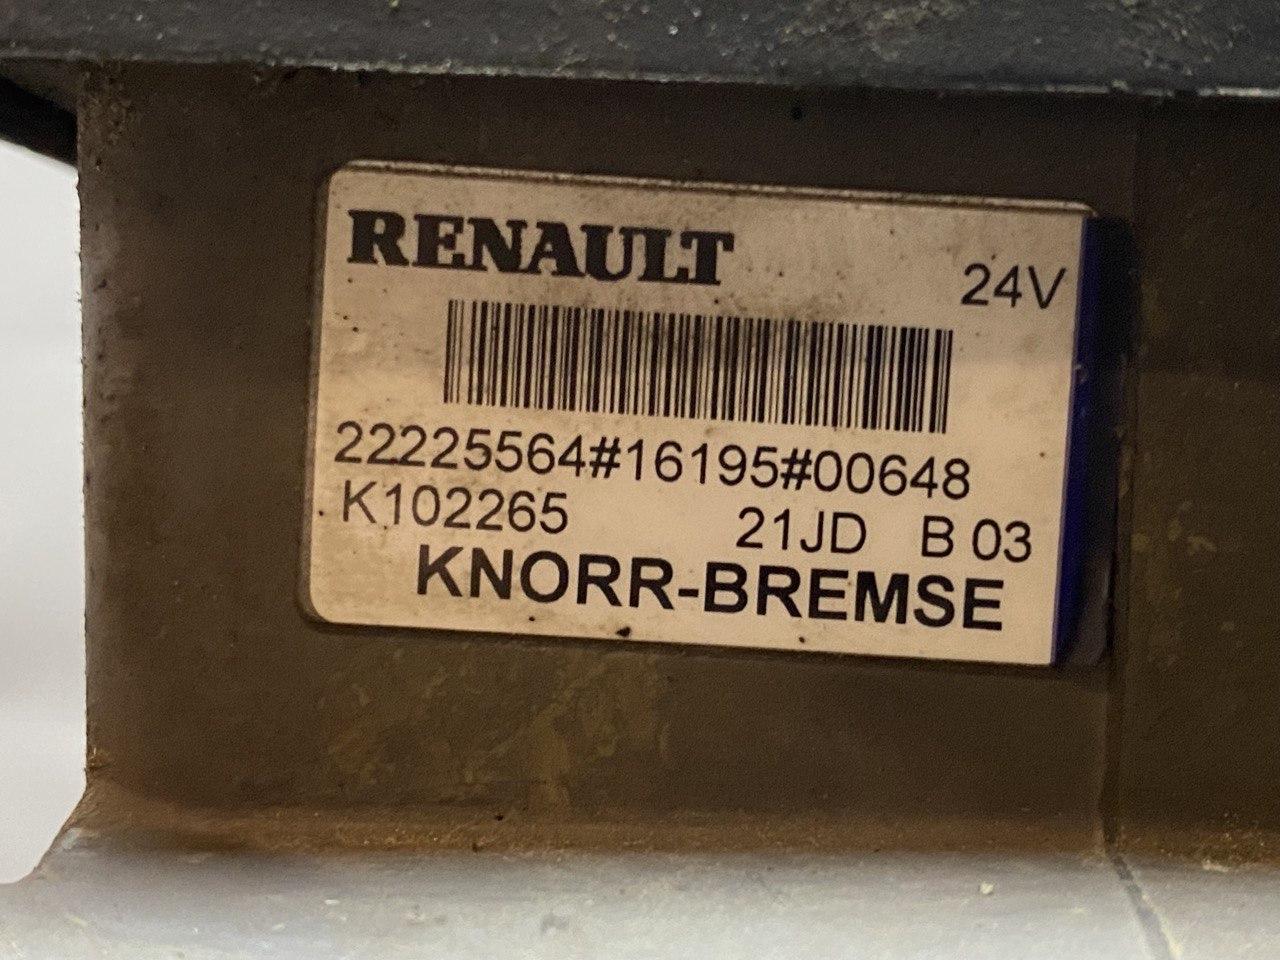 RENAULT
24V
22225564#16195#00648
K102265 21JD B 03
KNORR-BREMSE